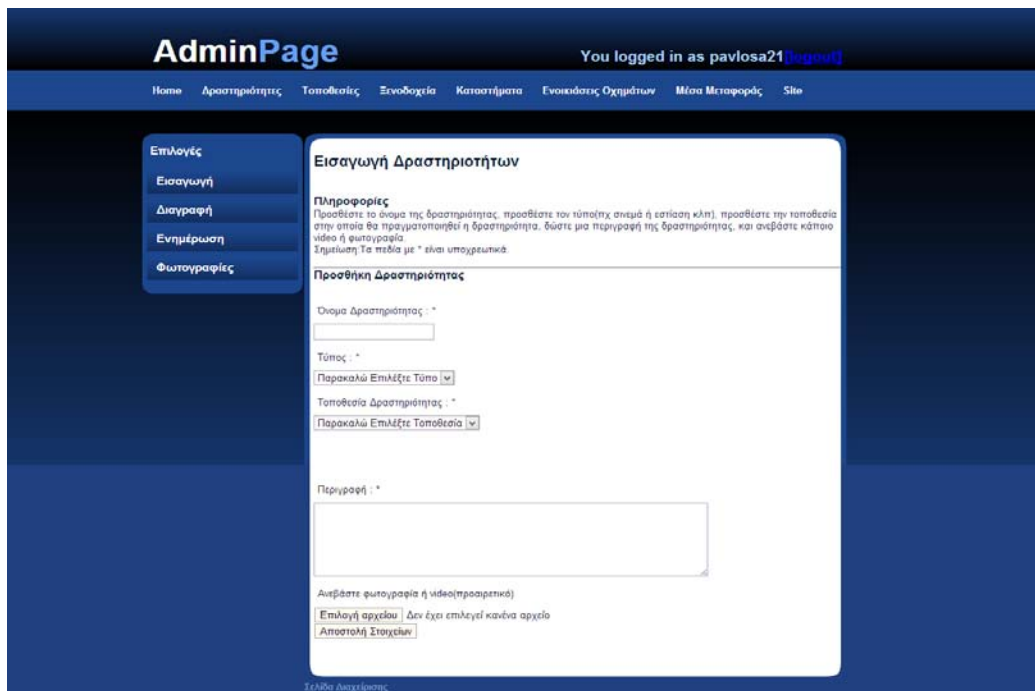 AdminPage
You logged in as pavlosa21[logout]
Home Δραστηριότητες Τοποθεσίες Ξενοδοχεία Καταστήματα Ενοικιάσεις Οχημάτων Μέσα Μεταφοράς Site
Επιλογές
Εισαγωγή
Διαγραφή
Ενημέρωση
Φωτογραφίες
Εισαγωγή Δραστηριοτήτων
Πληροφορίες
Προσθέστε το όνομα της δραστηριότητας, προσθέστε τον τύπο(πχ σινεμά ή εστίαση κλπ), προσθέστε την τοποθεσία
στην οποία θα πραγματοποιηθεί η δραστηριότητα, δώστε μια περιγραφή της δραστηριότητας, και ανεβάστε κάποιο
video ή φωτογραφία.
Σημείωση:Τα πεδία με * είναι υποχρεωτικά.
Προσθήκη Δραστηριότητας
Όνομα Δραστηριότητας : *
Τύπος : *
Παρακαλώ Επιλέξτε Τύπο
Τοποθεσία Δραστηριότητας : *
Παρακαλώ Επιλέξτε Τοποθεσία
Περιγραφή : *
Ανεβάστε φωτογραφία ή video(προαιρετικό)
Επιλογή αρχείου Δεν έχει επιλεγεί κανένα αρχείο
Αποστολή Στοιχείων
Σελίδα Διαχείρισης